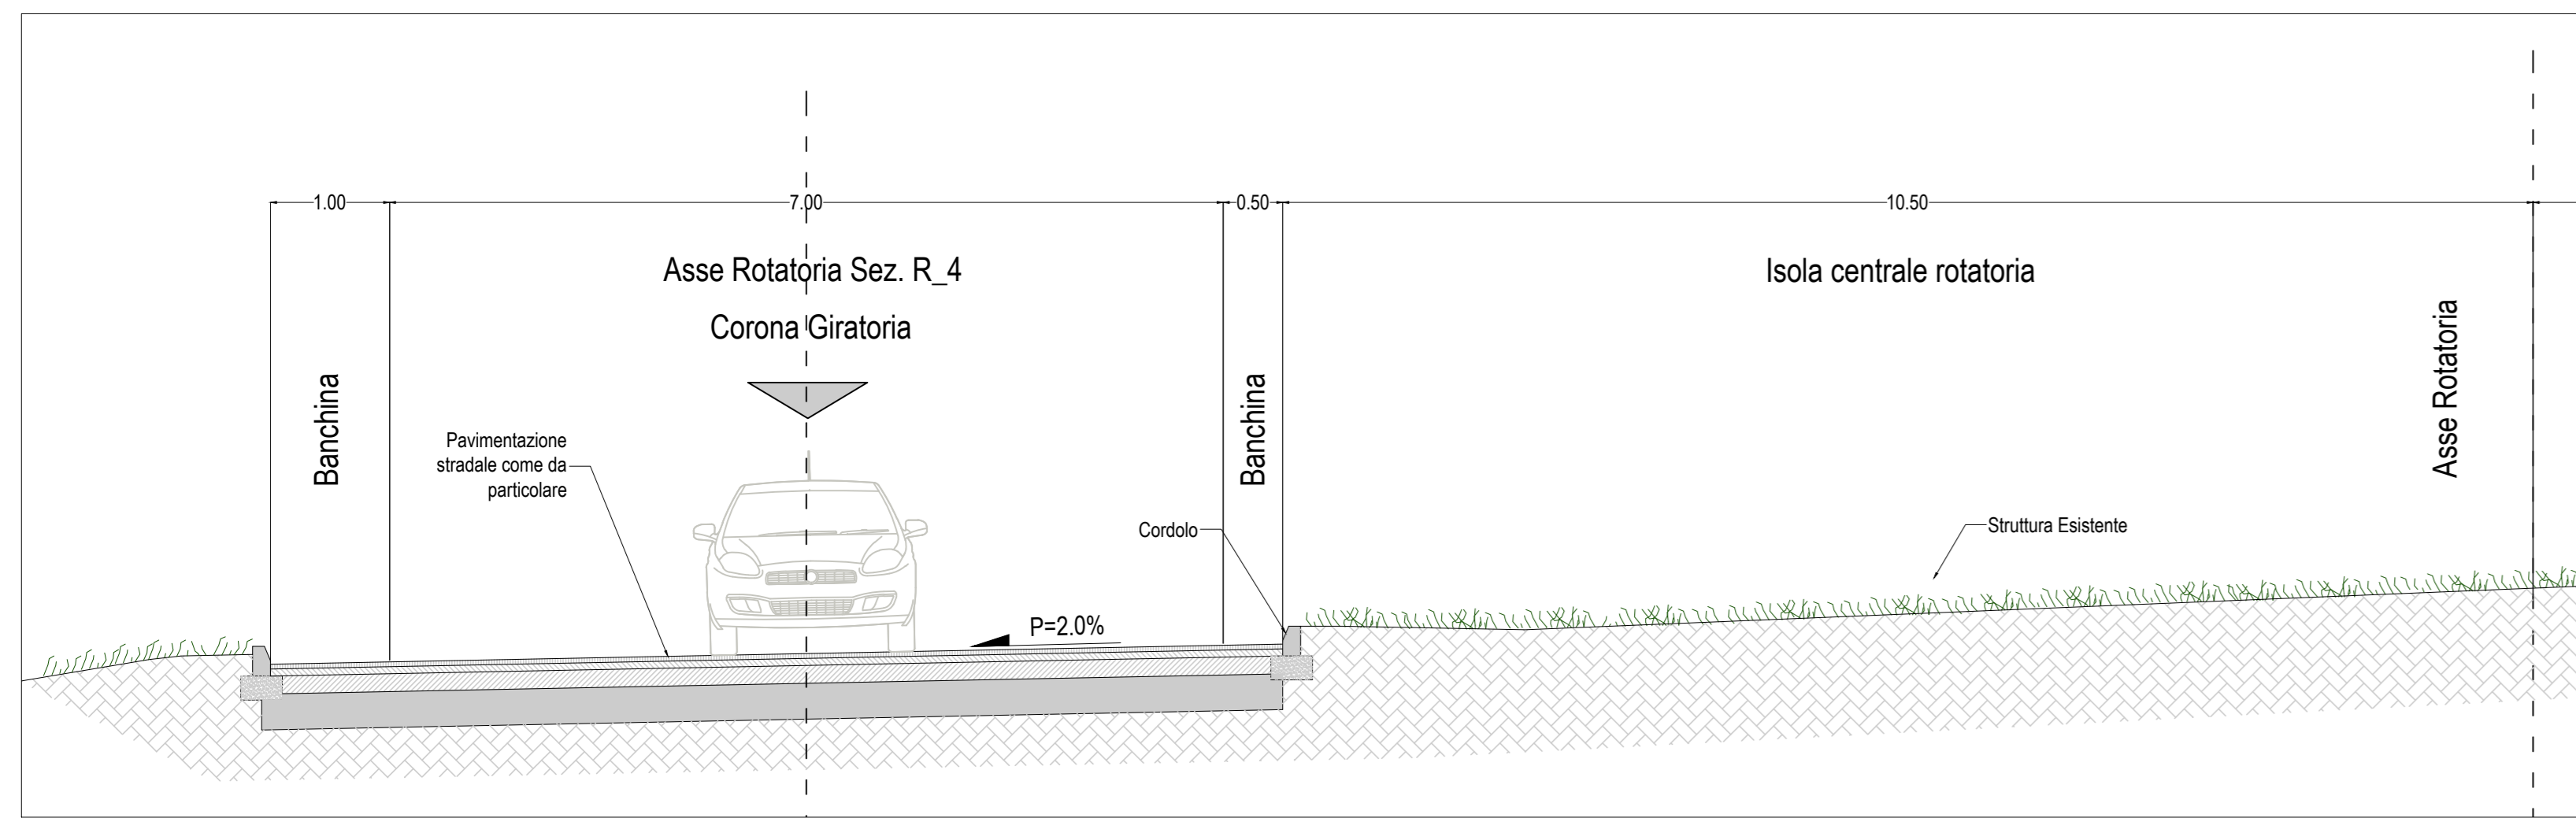 1.00
7.00
0.50
10.50
Asse Rotatoria Sez. R_4
Corona Giratoria
Isola centrale rotatoria
Banchina
Pavimentazione
stradale come da
particolare
Banchina
Cordolo
Asse Rotatoria
Struttura Esistente
P=2.0%